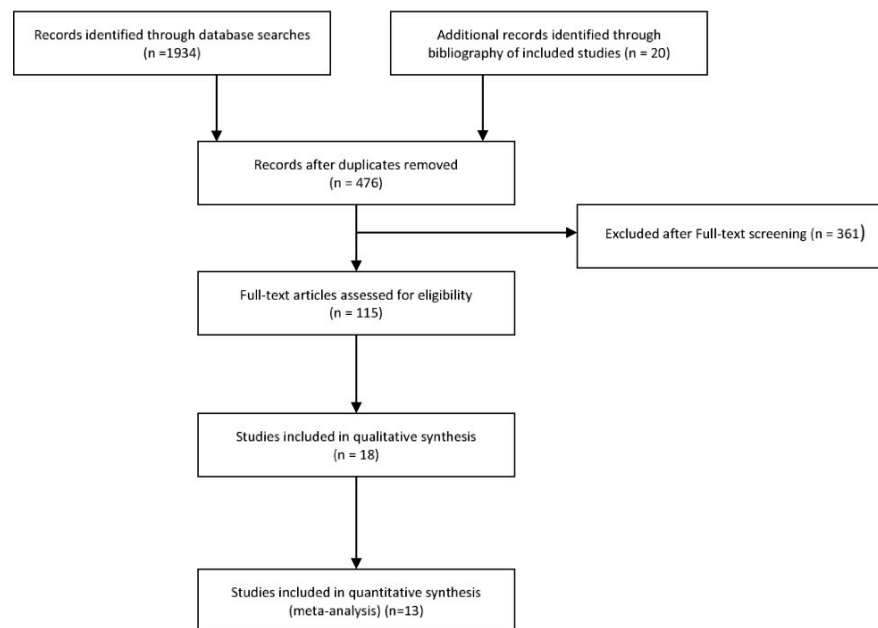 Records identified through database searches
(n =1934)
Additional records identified through
bibliography of included studies (n = 20)
Records after duplicates removed
(n = 476)
Excluded after Full-text screening (n = 361)
Full-text articles assessed for eligibility
(n = 115)
Studies included in qualitative synthesis
(n = 18)
Studies included in quantitative synthesis
(meta-analysis) (n=13)